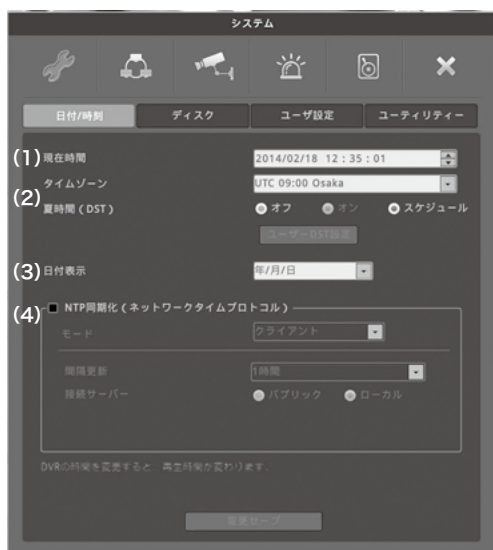 システム
日付/時刻 ディスク ユーザ設定 ユーティリティー
(1) 現在時間 2014/02/18 12:35:01
タイムゾーン UTC 09:00 Osaka
(2)
夏時間(DST) オフ オン スケジュール
ユーザーDST設定
(3) 日付表示 年/月/日
(4) NTP同期化(ネットワークタイムプロトコル)
モード クライアント
間隔更新 1時間
接続サーバー パブリック ローカル
DVRの時間を変更すると 再生時間が変わります.
変更セーブ